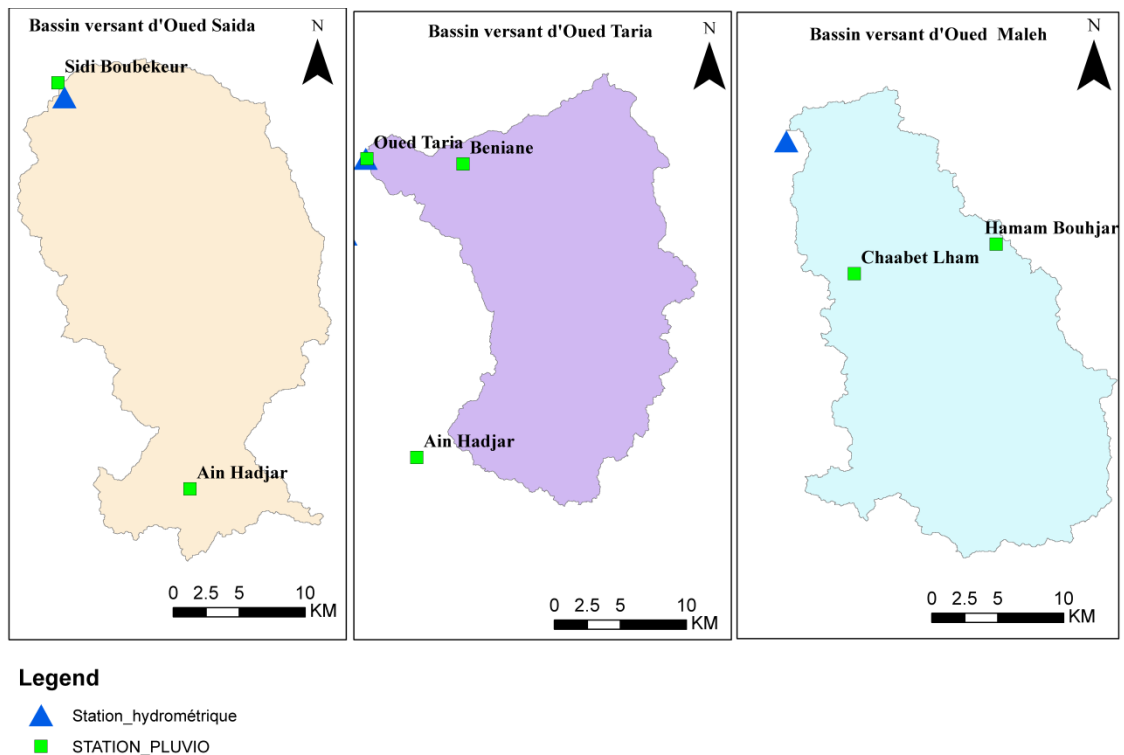 Bassin versant d'Oued Saida
N
Sidi Boubekeur
Ain Hadjar
0 2.5 5 10
KM
Bassin versant d'Oued Taria
N
Oued Taria
Beniane
Ain Hadjar
0 2.5 5 10
KM
Bassin versant d'Oued Maleh
N
Hamam Bouhjar
Chaabet Lham
0 2.5 5 10
KM
Legend
Station_hydrométrique
STATION_PLUVIO